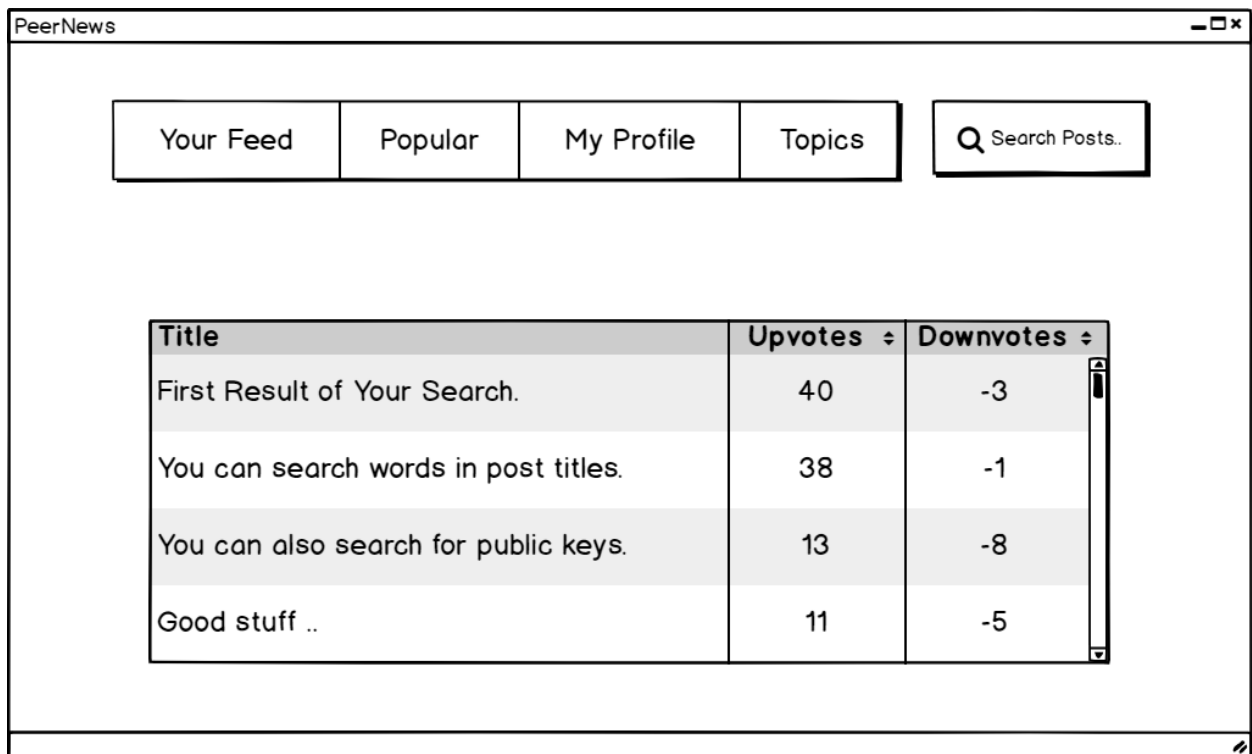 PeerNews
Your Feed Popular My Profile Topics Search Posts..
Title Upvotes Downvotes
First Result of Your Search. 40 -3
You can search words in post titles. 38 -1
You can also search for public keys. 13 -8
Good stuff .. 11 -5